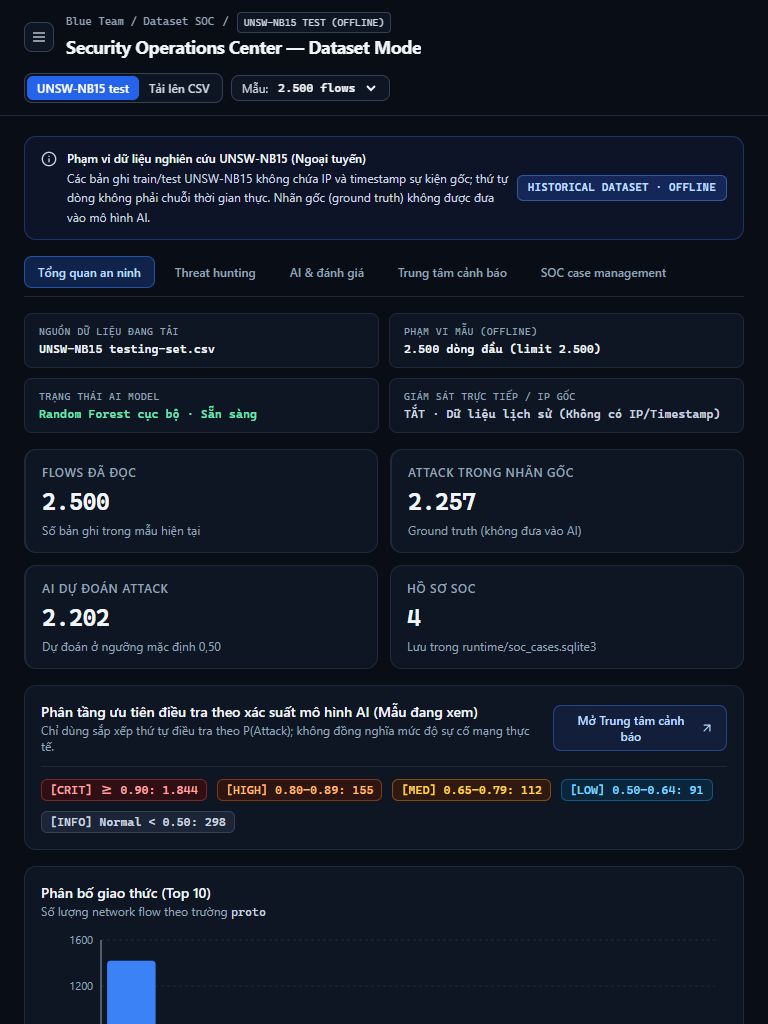 Blue Team / Dataset SOC / UNSW-NB15 TEST (OFFLINE)
Security Operations Center — Dataset Mode
UNSW-NB15 test Tải lên CSV Mẫu: 2.500 flows
Phạm vi dữ liệu nghiên cứu UNSW-NB15 (Ngoại tuyến)
Các bản ghi train/test UNSW-NB15 không chứa IP và timestamp sự kiện gốc; thứ tự
dòng không phải chuỗi thời gian thực. Nhãn gốc (ground truth) không được đưa
vào mô hình AI.
HISTORICAL DATASET · OFFLINE
Tổng quan an ninh Threat hunting AI & đánh giá Trung tâm cảnh báo SOC case management
NGUỒN DỮ LIỆU ĐANG TẢI
UNSW-NB15 testing-set.csv
PHẠM VI MẪU (OFFLINE)
2.500 dòng đầu (limit 2.500)
TRẠNG THÁI AI MODEL
Random Forest cục bộ · Sẵn sàng
GIÁM SÁT TRỰC TIẾP / IP GỐC
TẮT · Dữ liệu lịch sử (Không có IP/Timestamp)
FLOWS ĐÃ ĐỌC
2.500
Số bản ghi trong mẫu hiện tại
ATTACK TRONG NHÃN GỐC
2.257
Ground truth (không đưa vào AI)
AI DỰ ĐOÁN ATTACK
2.202
Dự đoán ở ngưỡng mặc định 0,50
HỒ SƠ SOC
4
Lưu trong runtime/soc_cases.sqlite3
Phân tầng ưu tiên điều tra theo xác suất mô hình AI (Mẫu đang xem)
Chỉ dùng sắp xếp thứ tự điều tra theo P(Attack); không đồng nghĩa mức độ sự cố mạng thực
tế.
Mở Trung tâm cảnh
báo
[CRIT] ≥ 0.90: 1.844 [HIGH] 0.80–0.89: 155 [MED] 0.65–0.79: 112 [LOW] 0.50–0.64: 91
[INFO] Normal < 0.50: 298
Phân bố giao thức (Top 10)
Số lượng network flow theo trường proto
1600
1200